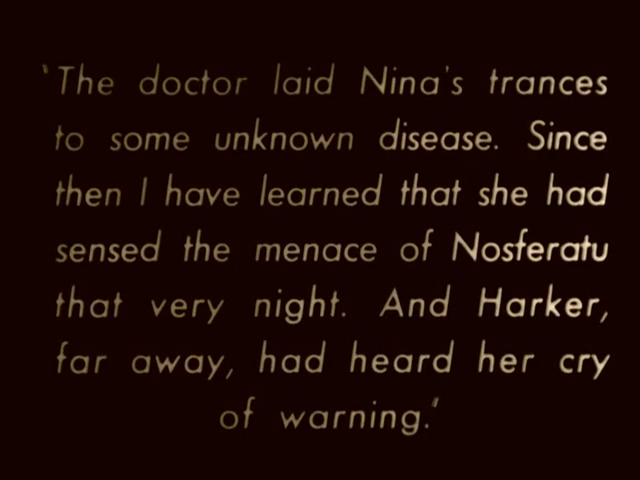 'The doctor laid Nina's trances
to some unknown disease. Since
then I have learned that she had
sensed the menace of Nosferatu
that very night. And Harker,
far away, had heard her cry
of warning.'